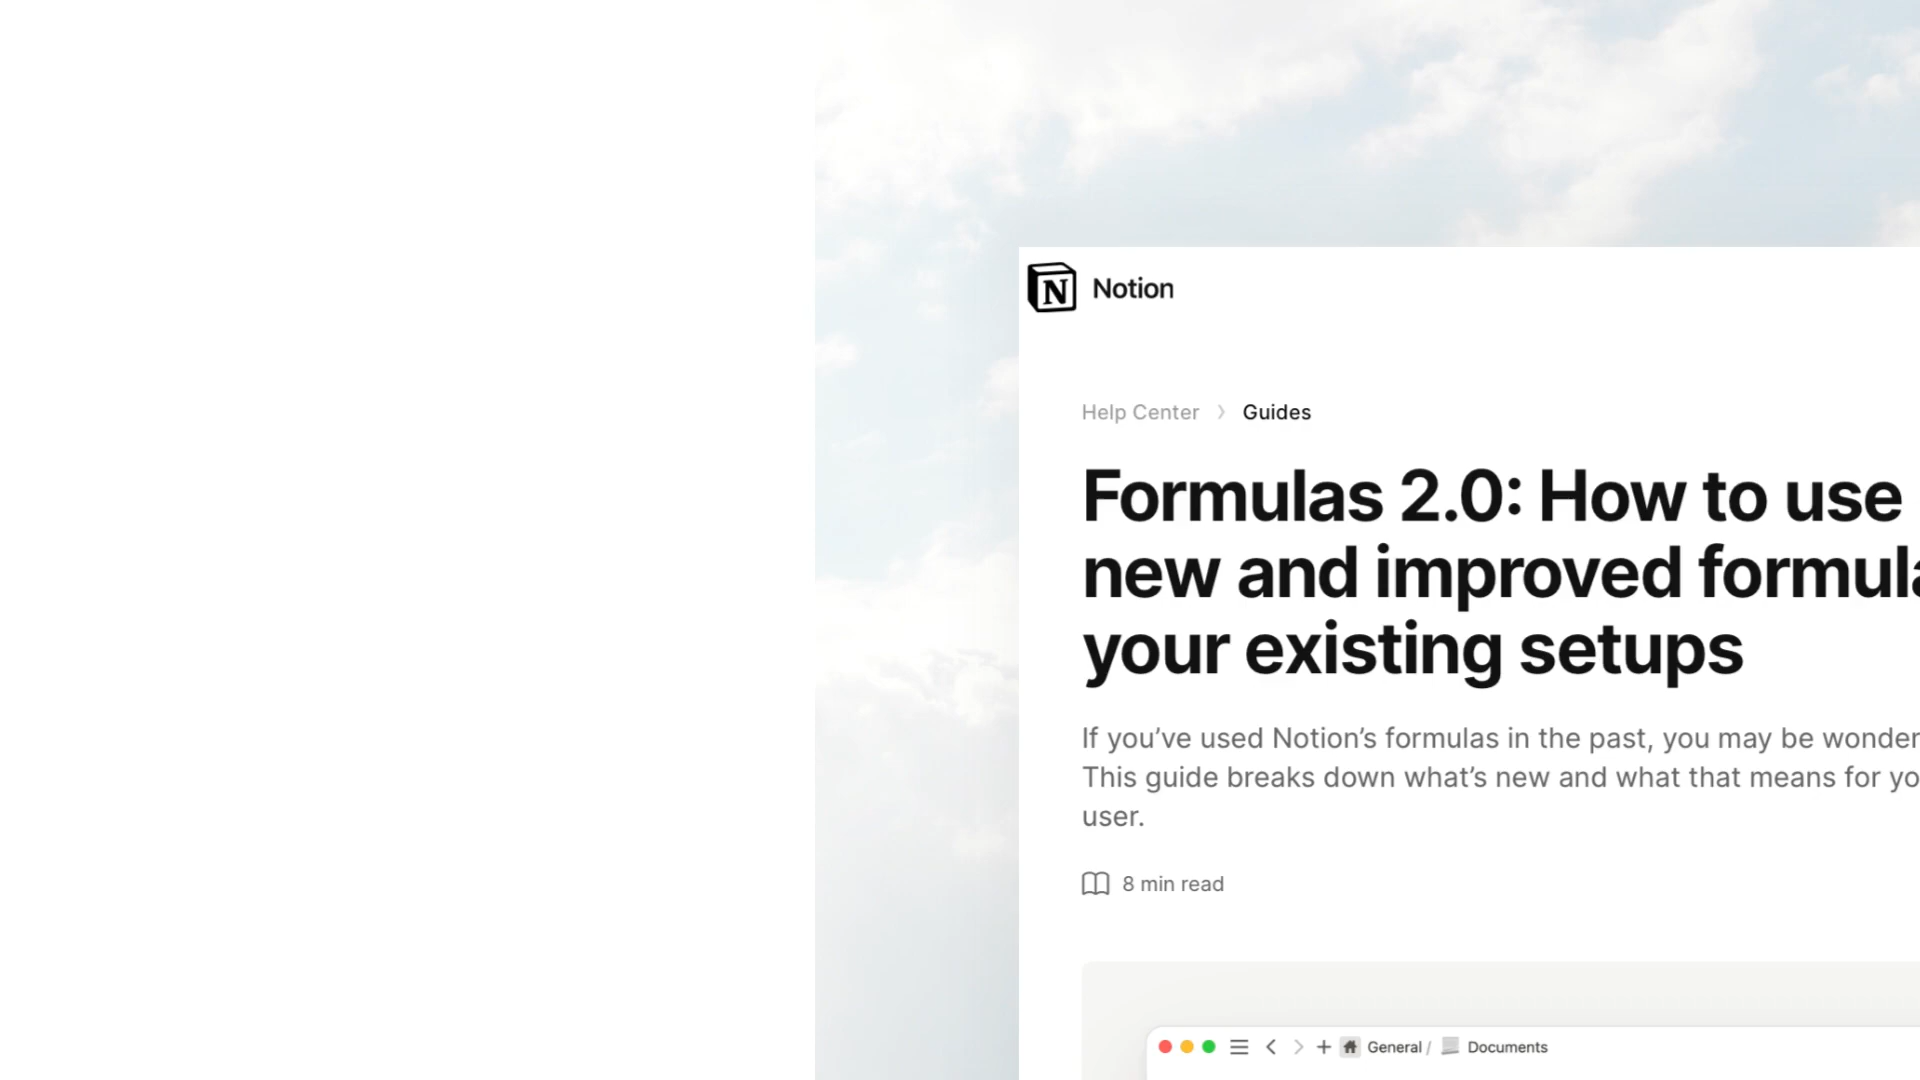 Notion
Help Center > Guides
Formulas 2.0: How to use
new and improved formula
your existing setups
If you’ve used Notion’s formulas in the past, you may be wonder
This guide breaks down what’s new and what that means for yo
user.
8 min read
General / Documents